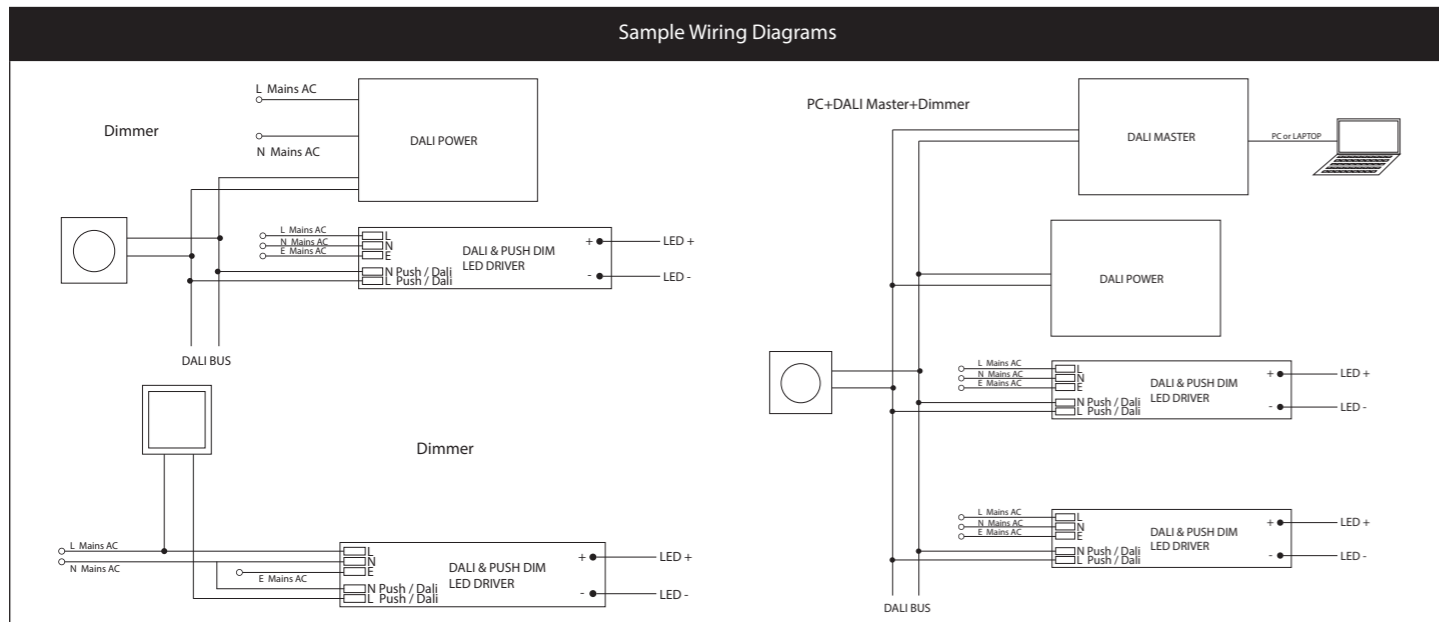 Sample Wiring Diagrams
L Mains AC
Dimmer
N Mains AC
DALI POWER
L Mains AC
N Mains AC
E Mains AC
L
N
E
N Push / Dali
L Push / Dali
DALI & PUSH DIM
LED DRIVER
+
-
LED +
LED -
DALI BUS
Dimmer
L Mains AC
N Mains AC
E Mains AC
L
N
E
N Push / Dali
L Push / Dali
DALI & PUSH DIM
LED DRIVER
+
-
LED +
LED -
PC+DALI Master+Dimmer
DALI MASTER
PC or LAPTOP
DALI POWER
L Mains AC
N Mains AC
E Mains AC
L
N
E
N Push / Dali
L Push / Dali
DALI & PUSH DIM
LED DRIVER
+
-
LED +
LED -
L Mains AC
N Mains AC
E Mains AC
L
N
E
N Push / Dali
L Push / Dali
DALI & PUSH DIM
LED DRIVER
+
-
LED +
LED -
DALI BUS